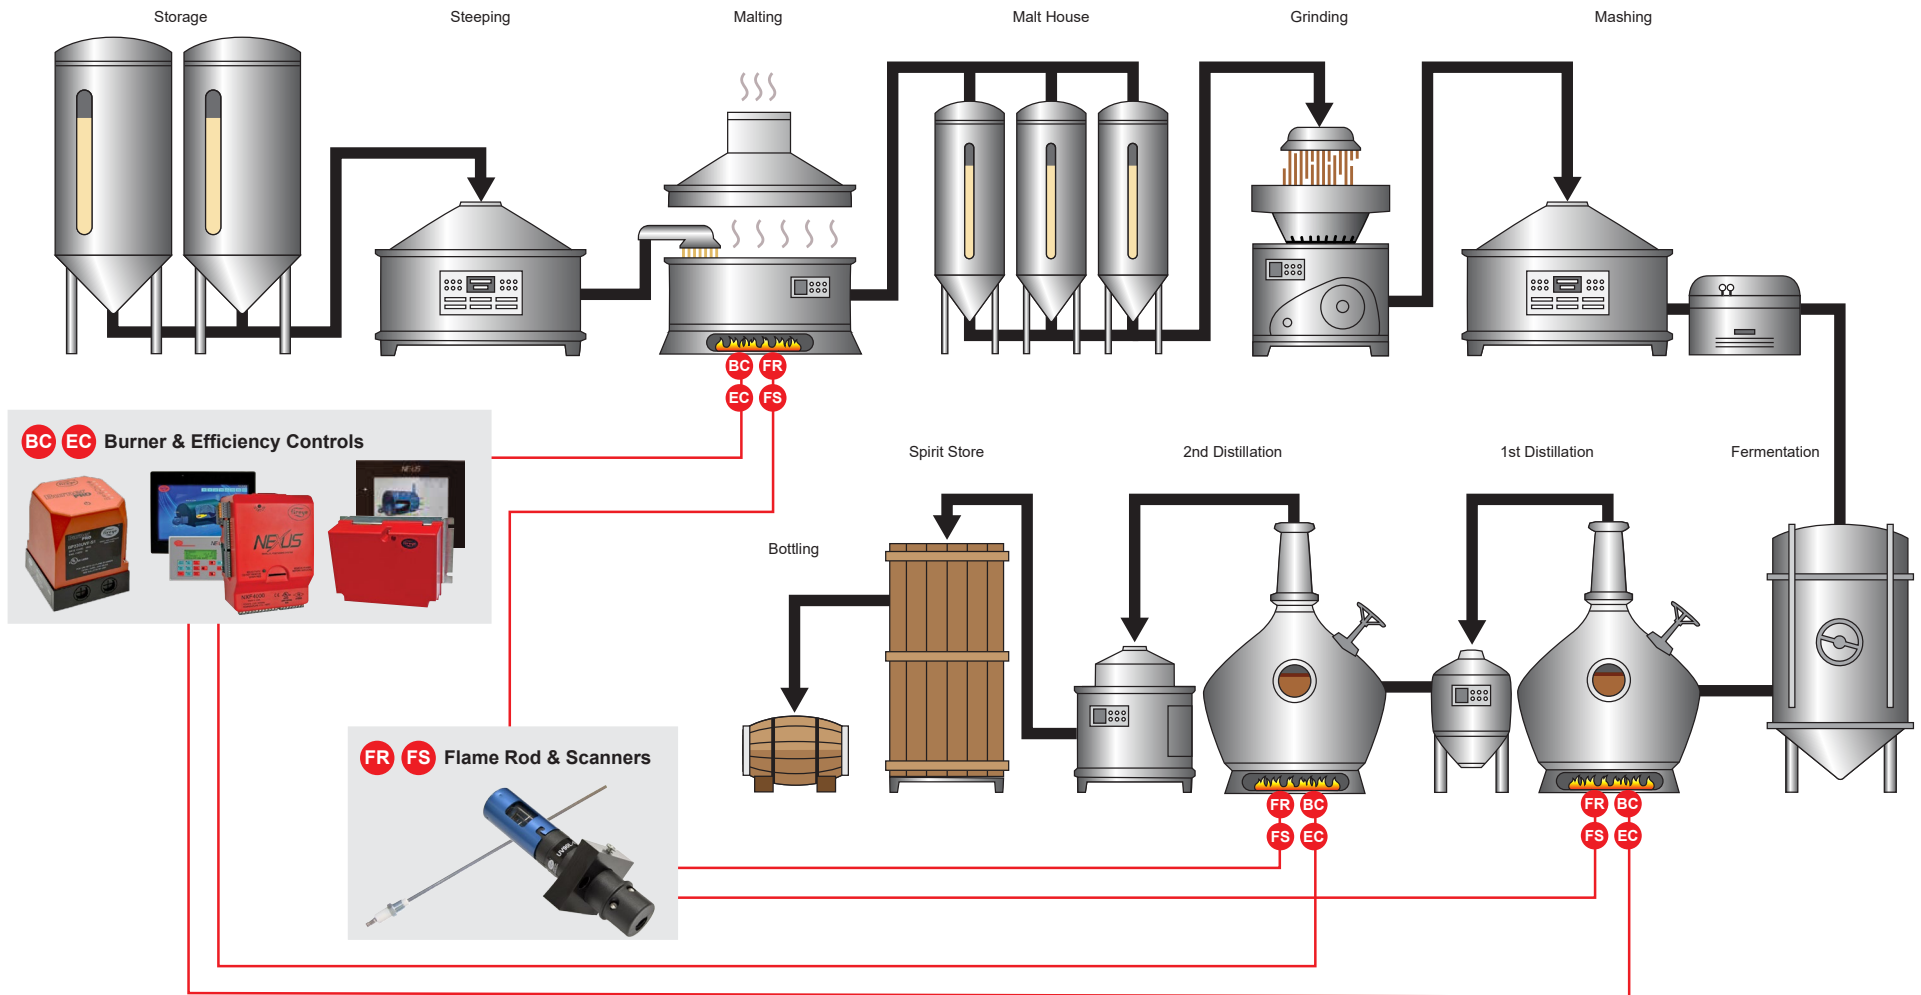 Storage
Steeping
Malting
Malt House
Grinding
Mashing
BC FR
EC FS
BC EC Burner & Efficiency Controls
NEXUS
NEXUS
NXF4000
Spirit Store
2nd Distillation
1st Distillation
Fermentation
Bottling
FR FS Flame Rod & Scanners
FR BC
FS EC
FR BC
FS EC